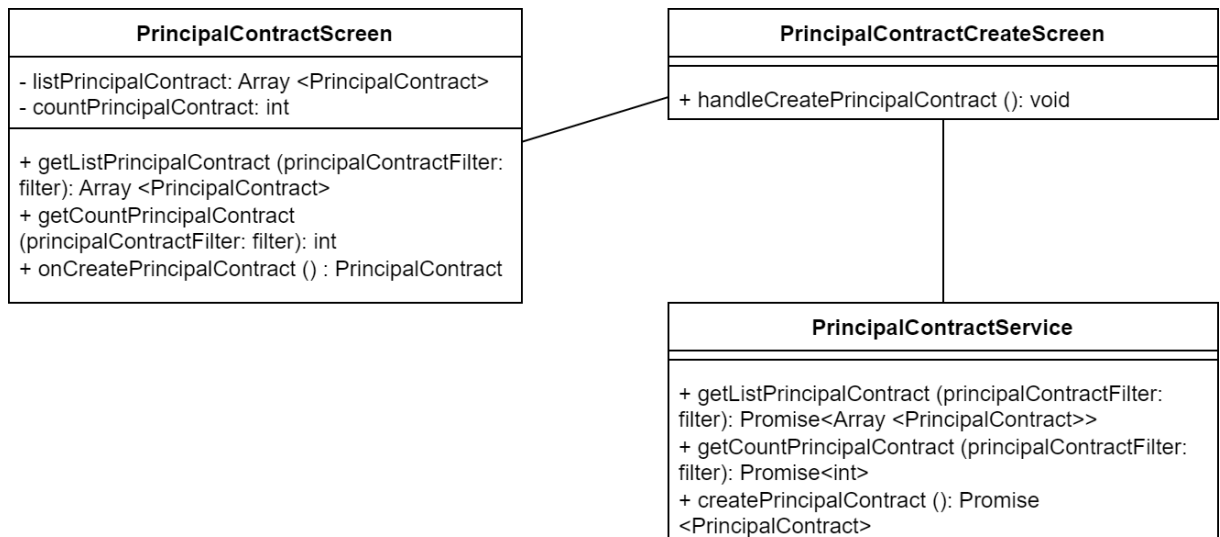 PrincipalContractScreen
- listPrincipalContract: Array <PrincipalContract>
- countPrincipalContract: int
+ getListPrincipalContract (principalContractFilter:
filter): Array <PrincipalContract>
+ getCountPrincipalContract
(principalContractFilter: filter): int
+ onCreatePrincipalContract () : PrincipalContract
PrincipalContractCreateScreen
+ handleCreatePrincipalContract (): void
PrincipalContractService
+ getListPrincipalContract (principalContractFilter:
filter): Promise<Array <PrincipalContract>>
+ getCountPrincipalContract (principalContractFilter:
filter): Promise<int>
+ createPrincipalContract (): Promise
<PrincipalContract>